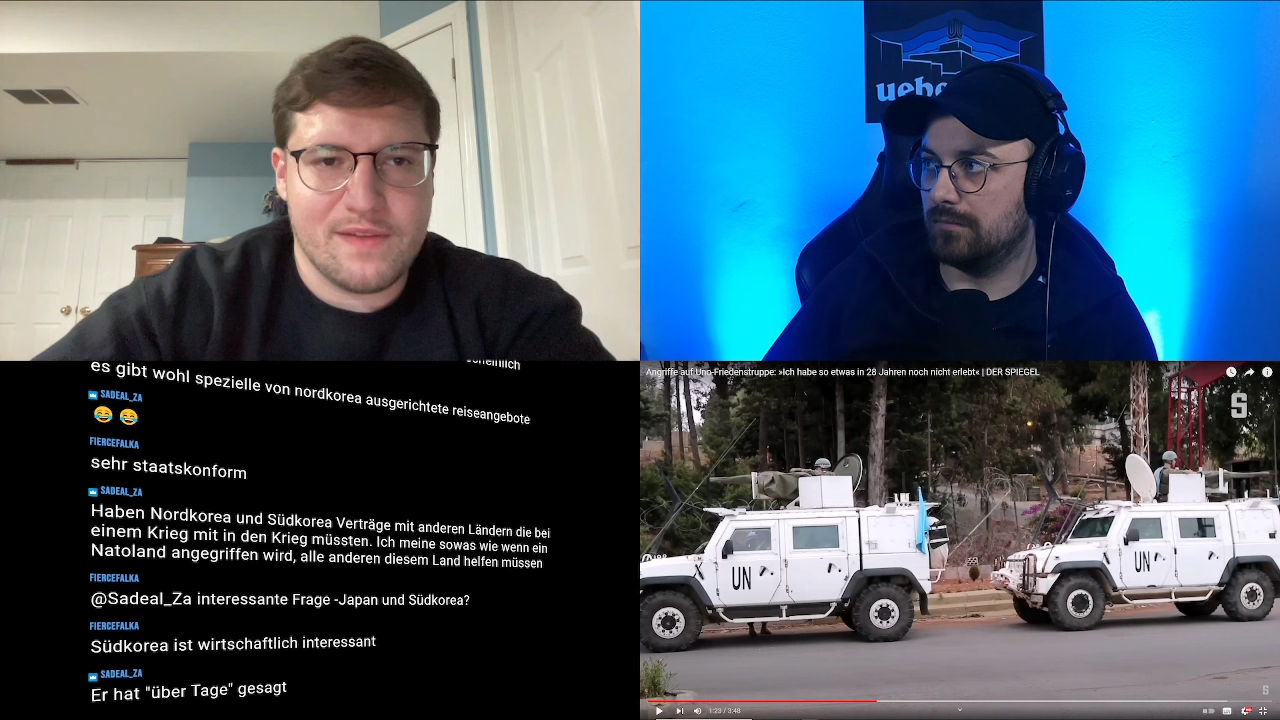 uebe
scheinlich
es gibt wohl spezielle von nordkorea ausgerichtete reiseangebote
SADEAL_ZA
😂 😂
FIERCEFALKA
sehr staatskonform
SADEAL_ZA
Haben Nordkorea und Südkorea Verträge mit anderen Ländern die bei
einem Krieg mit in den Krieg müssten. Ich meine sowas wie wenn ein
Natoland angegriffen wird, alle anderen diesem Land helfen müssen
FIERCEFALKA
@Sadeal_Za interessante Frage -Japan und Südkorea?
FIERCEFALKA
Südkorea ist wirtschaftlich interessant
SADEAL_ZA
Er hat "über Tage" gesagt
Angriffe auf Uno-Friedenstruppe: »Ich habe so etwas in 28 Jahren noch nicht erlebt« | DER SPIEGEL
S
UN
UN
S
1:23 / 3:48